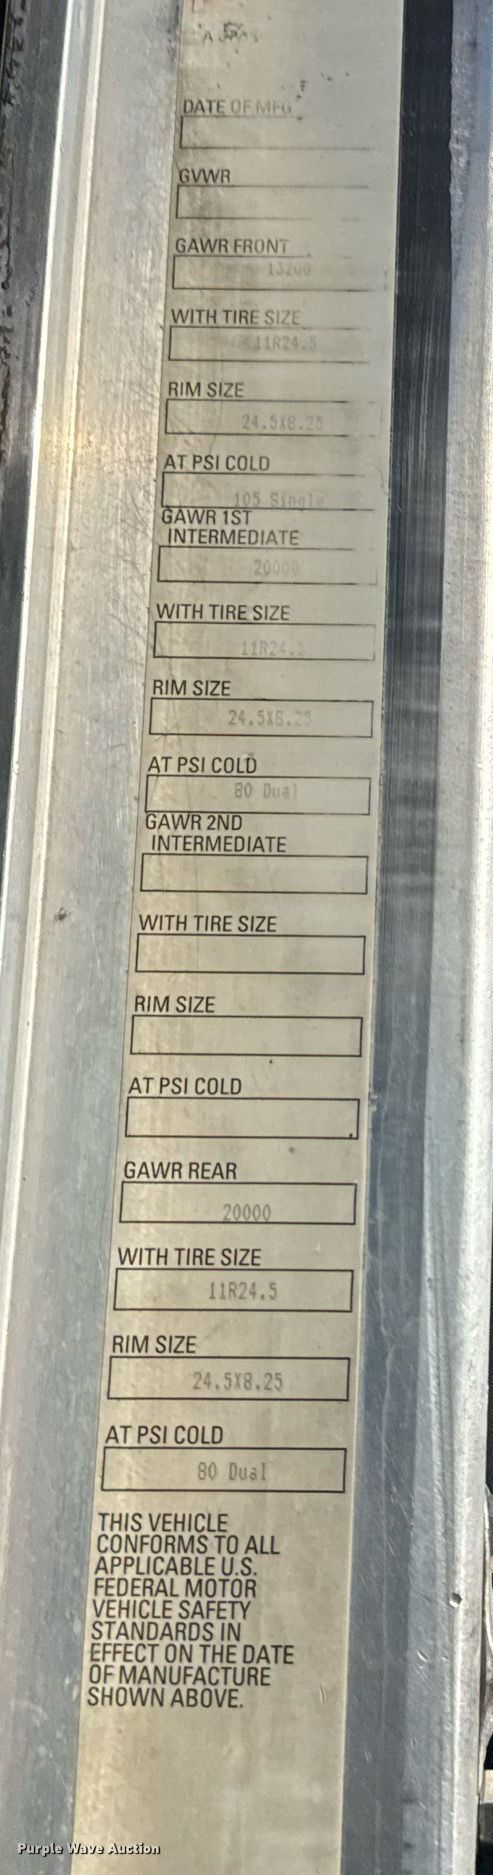 DATE OF MFG
GVWR
GAWR FRONT
13200
WITH TIRE SIZE
11R24.5
RIM SIZE
24.5X8.25
AT PSI COLD
105 Single
GAWR 1ST
INTERMEDIATE
20000
WITH TIRE SIZE
11R24.5
RIM SIZE
24.5X8.25
AT PSI COLD
80 Dual
GAWR 2ND
INTERMEDIATE
WITH TIRE SIZE
RIM SIZE
AT PSI COLD
GAWR REAR
20000
WITH TIRE SIZE
11R24.5
RIM SIZE
24.5X8.25
AT PSI COLD
80 Dual
THIS VEHICLE
CONFORMS TO ALL
APPLICABLE U.S.
FEDERAL MOTOR
VEHICLE SAFETY
STANDARDS IN
EFFECT ON THE DATE
OF MANUFACTURE
SHOWN ABOVE.
Purple Wave Auction